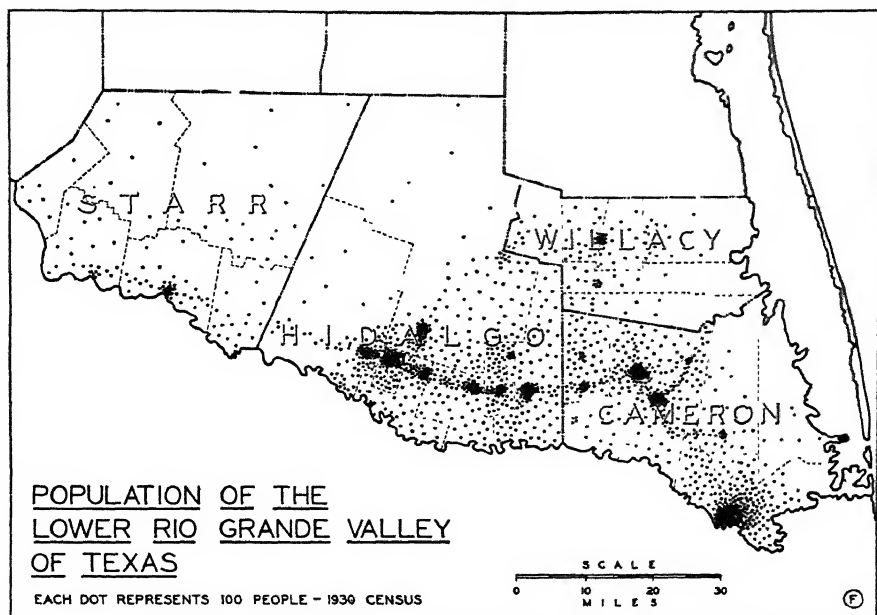 STARR
WILLACY
HIDALGO
CAMERON
POPULATION OF THE
LOWER RIO GRANDE VALLEY
OF TEXAS
EACH DOT REPRESENTS 100 PEOPLE - 1930 CENSUS
SCALE
0 10 20 30
MILES
F